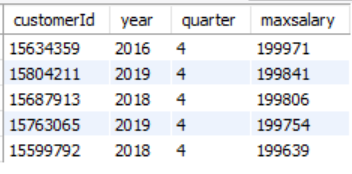 customerId year quarter maxsalary
15634359 2016 4 199971
15804211 2019 4 199841
15687913 2018 4 199806
15763065 2019 4 199754
15599792 2018 4 199639